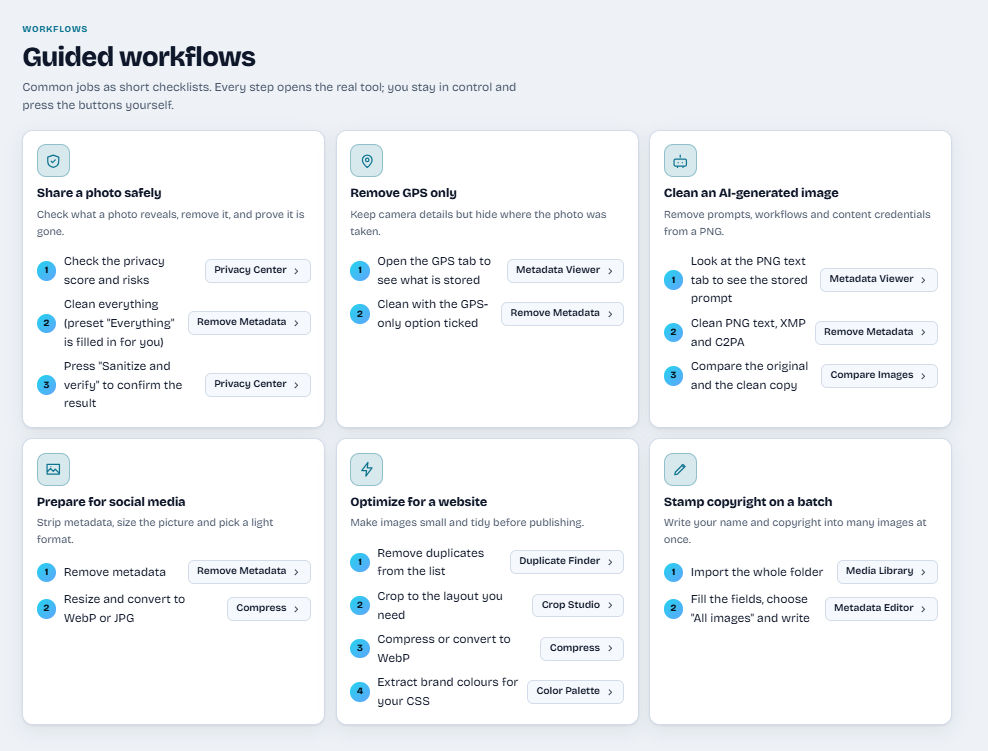 WORKFLOWS
Guided workflows
Common jobs as short checklists. Every step opens the real tool; you stay in control and
press the buttons yourself.
Share a photo safely
Check what a photo reveals, remove it, and prove it is
gone.
1
Check the privacy
score and risks
Privacy Center
2
Clean everything
(preset "Everything"
is filled in for you)
Remove Metadata
3
Press "Sanitize and
verify" to confirm the
result
Privacy Center
Remove GPS only
Keep camera details but hide where the photo was
taken.
1
Open the GPS tab to
see what is stored
Metadata Viewer
2
Clean with the GPS-
only option ticked
Remove Metadata
Clean an AI-generated image
Remove prompts, workflows and content credentials
from a PNG.
1
Look at the PNG text
tab to see the stored
prompt
Metadata Viewer
2
Clean PNG text, XMP
and C2PA
Remove Metadata
3
Compare the original
and the clean copy
Compare Images
Prepare for social media
Strip metadata, size the picture and pick a light
format.
1
Remove metadata
Remove Metadata
2
Resize and convert to
WebP or JPG
Compress
Optimize for a website
Make images small and tidy before publishing.
1
Remove duplicates
from the list
Duplicate Finder
2
Crop to the layout you
need
Crop Studio
3
Compress or convert to
WebP
Compress
4
Extract brand colours for
your CSS
Color Palette
Stamp copyright on a batch
Write your name and copyright into many images at
once.
1
Import the whole folder
Media Library
2
Fill the fields, choose
"All images" and write
Metadata Editor